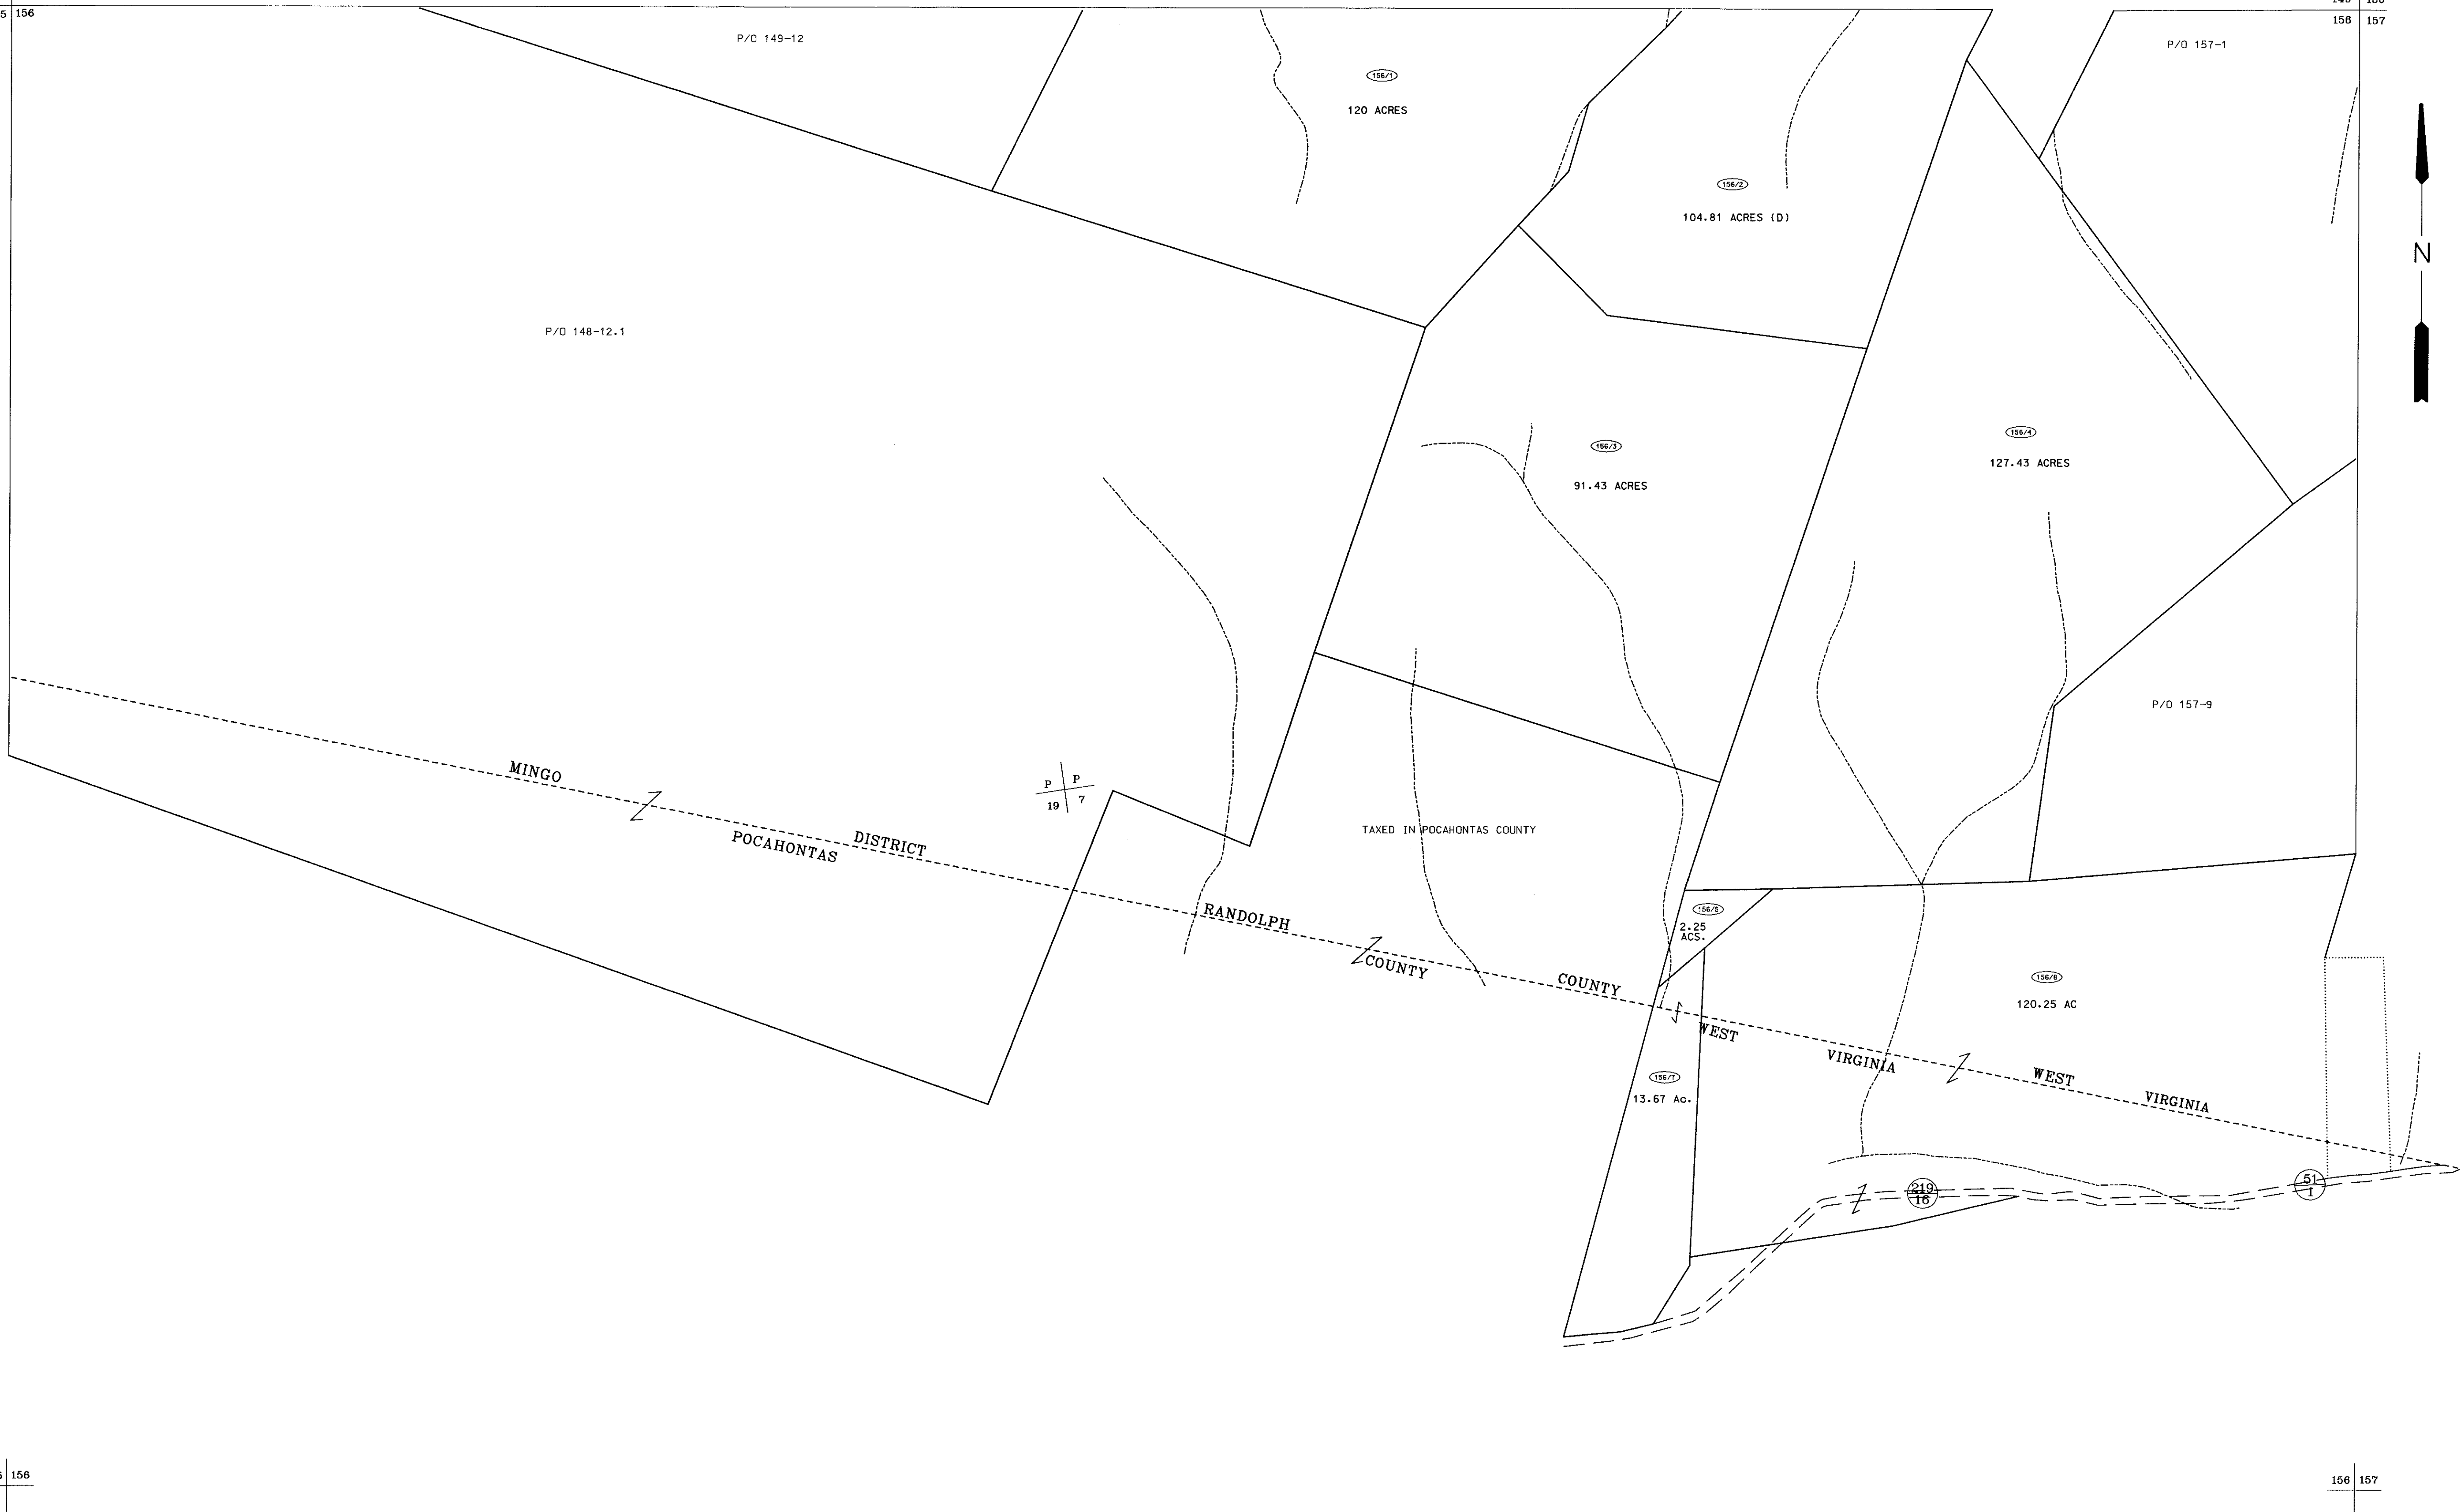 156
156 157
P/O 149-12
P/O 157-1
156/1
120 ACRES
156/2
104.81 ACRES (D)
N
P/O 148-12.1
156/4
127.43 ACRES
156/3
91.43 ACRES
P/O 157-9
MINGO
P P
19 7
DISTRICT
POCAHONTAS
TAXED IN POCAHONTAS COUNTY
RANDOLPH
COUNTY
COUNTY
156/5
2.25
ACS.
156/6
120.25 AC
WEST
VIRGINIA
WEST
VIRGINIA
156/7
13.67 Ac.
219
16
51
1
156
156 157